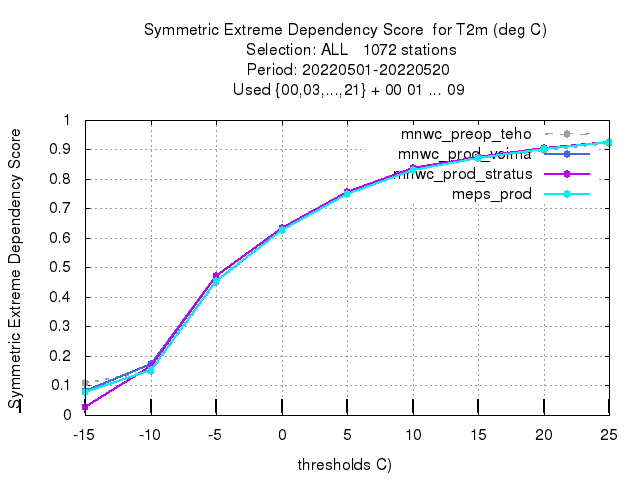 Symmetric Extreme Dependency Score for T2m (deg C)
Selection: ALL 1072 stations
Period: 20220501-20220520
Used {00,03,...,21} + 00 01 ... 09
Symmetric Extreme Dependency Score
1
0.9
0.8
0.7
0.6
0.5
0.4
0.3
0.2
0.1
0
mnwc_preop_teho
mnwc_prod_voima
mnwc_prod_stratus
meps_prod
-15 -10 -5 0 5 10 15 20 25
thresholds C)